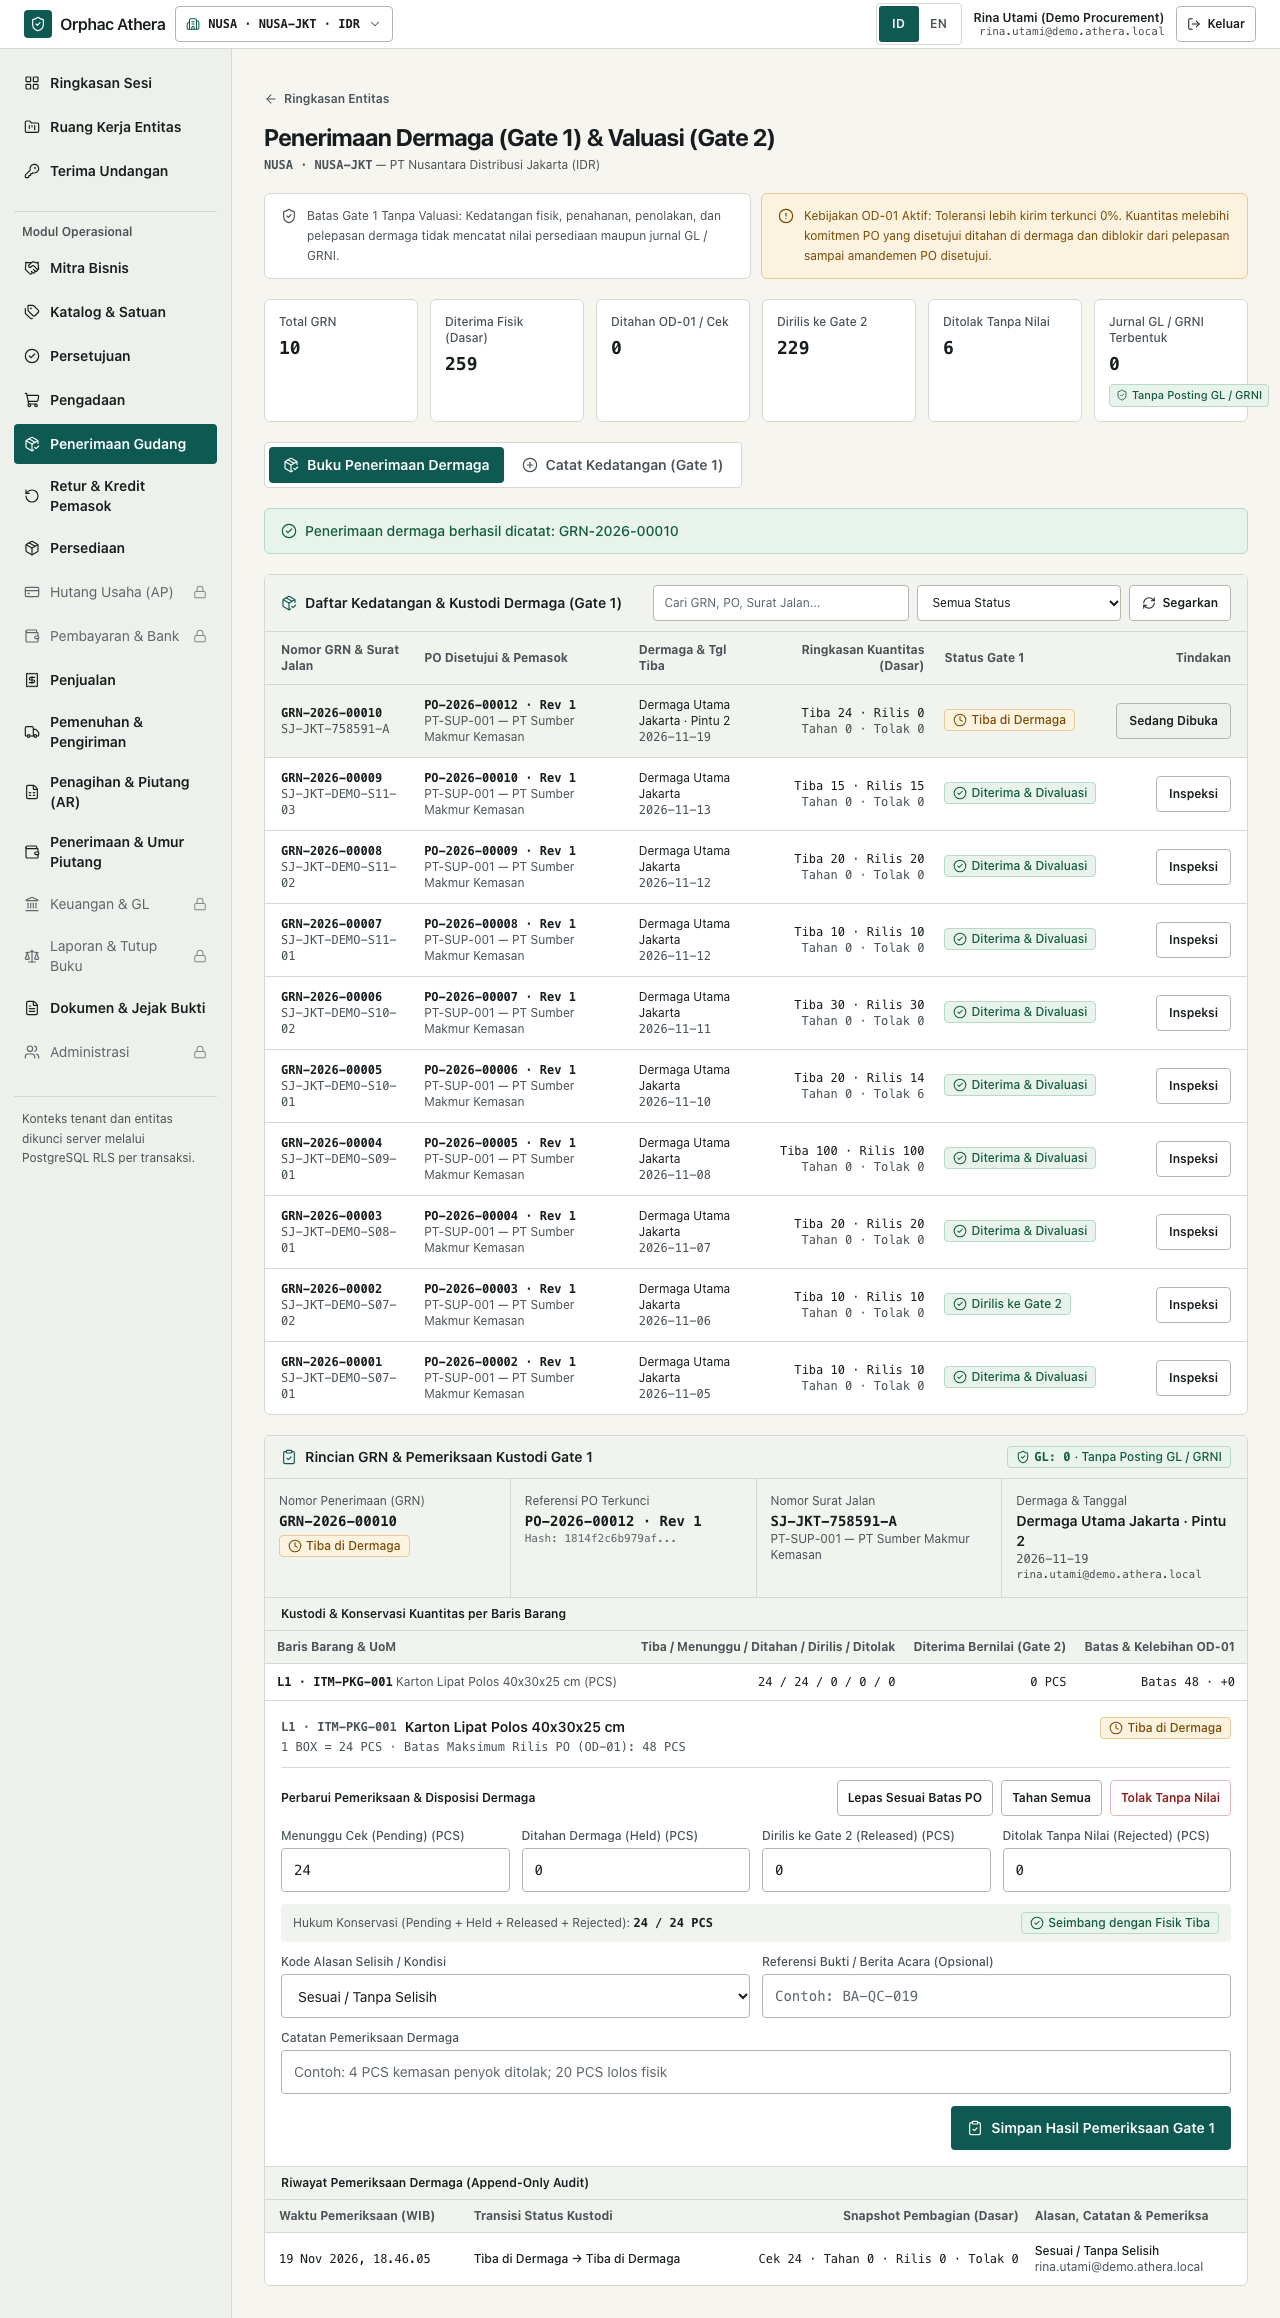 Orphac Athera
NUSA · NUSA-JKT · IDR
ID
EN
Rina Utami (Demo Procurement)
rina.utami@demo.athera.local
Keluar
Ringkasan Sesi
Ruang Kerja Entitas
Terima Undangan
Modul Operasional
Mitra Bisnis
Katalog & Satuan
Persetujuan
Pengadaan
Penerimaan Gudang
Retur & Kredit
Pemasok
Persediaan
Hutang Usaha (AP)
Pembayaran & Bank
Penjualan
Pemenuhan &
Pengiriman
Penagihan & Piutang
(AR)
Penerimaan & Umur
Piutang
Keuangan & GL
Laporan & Tutup
Buku
Dokumen & Jejak Bukti
Administrasi
Konteks tenant dan entitas
dikunci server melalui
PostgreSQL RLS per transaksi.
Ringkasan Entitas
Penerimaan Dermaga (Gate 1) & Valuasi (Gate 2)
NUSA · NUSA-JKT — PT Nusantara Distribusi Jakarta (IDR)
Batas Gate 1 Tanpa Valuasi: Kedatangan fisik, penahanan, penolakan, dan
pelepasan dermaga tidak mencatat nilai persediaan maupun jurnal GL /
GRNI.
Kebijakan OD-01 Aktif: Toleransi lebih kirim terkunci 0%. Kuantitas melebihi
komitmen PO yang disetujui ditahan di dermaga dan diblokir dari pelepasan
sampai amandemen PO disetujui.
Total GRN
10
Diterima Fisik
(Dasar)
259
Ditahan OD-01 / Cek
0
Dirilis ke Gate 2
229
Ditolak Tanpa Nilai
6
Jurnal GL / GRNI
Terbentuk
0
Tanpa Posting GL / GRNI
Buku Penerimaan Dermaga
Catat Kedatangan (Gate 1)
Penerimaan dermaga berhasil dicatat: GRN-2026-00010
Daftar Kedatangan & Kustodi Dermaga (Gate 1)
Cari GRN, PO, Surat Jalan...
Semua Status
Segarkan
Nomor GRN & Surat
Jalan
PO Disetujui & Pemasok
Dermaga & Tgl
Tiba
Ringkasan Kuantitas
(Dasar)
Status Gate 1
Tindakan
GRN-2026-00010
SJ-JKT-758591-A
PO-2026-00012 · Rev 1
PT-SUP-001 — PT Sumber
Makmur Kemasan
Dermaga Utama
Jakarta · Pintu 2
2026-11-19
Tiba 24 · Rilis 0
Tahan 0 · Tolak 0
Tiba di Dermaga
Sedang Dibuka
GRN-2026-00009
SJ-JKT-DEMO-S11-
03
PO-2026-00010 · Rev 1
PT-SUP-001 — PT Sumber
Makmur Kemasan
Dermaga Utama
Jakarta
2026-11-13
Tiba 15 · Rilis 15
Tahan 0 · Tolak 0
Diterima & Divaluasi
Inspeksi
GRN-2026-00008
SJ-JKT-DEMO-S11-
02
PO-2026-00009 · Rev 1
PT-SUP-001 — PT Sumber
Makmur Kemasan
Dermaga Utama
Jakarta
2026-11-12
Tiba 20 · Rilis 20
Tahan 0 · Tolak 0
Diterima & Divaluasi
Inspeksi
GRN-2026-00007
SJ-JKT-DEMO-S11-
01
PO-2026-00008 · Rev 1
PT-SUP-001 — PT Sumber
Makmur Kemasan
Dermaga Utama
Jakarta
2026-11-12
Tiba 10 · Rilis 10
Tahan 0 · Tolak 0
Diterima & Divaluasi
Inspeksi
GRN-2026-00006
SJ-JKT-DEMO-S10-
02
PO-2026-00007 · Rev 1
PT-SUP-001 — PT Sumber
Makmur Kemasan
Dermaga Utama
Jakarta
2026-11-11
Tiba 30 · Rilis 30
Tahan 0 · Tolak 0
Diterima & Divaluasi
Inspeksi
GRN-2026-00005
SJ-JKT-DEMO-S10-
01
PO-2026-00006 · Rev 1
PT-SUP-001 — PT Sumber
Makmur Kemasan
Dermaga Utama
Jakarta
2026-11-10
Tiba 20 · Rilis 14
Tahan 0 · Tolak 6
Diterima & Divaluasi
Inspeksi
GRN-2026-00004
SJ-JKT-DEMO-S09-
01
PO-2026-00005 · Rev 1
PT-SUP-001 — PT Sumber
Makmur Kemasan
Dermaga Utama
Jakarta
2026-11-08
Tiba 100 · Rilis 100
Tahan 0 · Tolak 0
Diterima & Divaluasi
Inspeksi
GRN-2026-00003
SJ-JKT-DEMO-S08-
01
PO-2026-00004 · Rev 1
PT-SUP-001 — PT Sumber
Makmur Kemasan
Dermaga Utama
Jakarta
2026-11-07
Tiba 20 · Rilis 20
Tahan 0 · Tolak 0
Diterima & Divaluasi
Inspeksi
GRN-2026-00002
SJ-JKT-DEMO-S07-
02
PO-2026-00003 · Rev 1
PT-SUP-001 — PT Sumber
Makmur Kemasan
Dermaga Utama
Jakarta
2026-11-06
Tiba 10 · Rilis 10
Tahan 0 · Tolak 0
Dirilis ke Gate 2
Inspeksi
GRN-2026-00001
SJ-JKT-DEMO-S07-
01
PO-2026-00002 · Rev 1
PT-SUP-001 — PT Sumber
Makmur Kemasan
Dermaga Utama
Jakarta
2026-11-05
Tiba 10 · Rilis 10
Tahan 0 · Tolak 0
Diterima & Divaluasi
Inspeksi
Rincian GRN & Pemeriksaan Kustodi Gate 1
GL: 0 · Tanpa Posting GL / GRNI
Nomor Penerimaan (GRN)
GRN-2026-00010
Tiba di Dermaga
Referensi PO Terkunci
PO-2026-00012 · Rev 1
Hash: 1814f2c6b979af...
Nomor Surat Jalan
SJ-JKT-758591-A
PT-SUP-001 — PT Sumber Makmur
Kemasan
Dermaga & Tanggal
Dermaga Utama Jakarta · Pintu
2
2026-11-19
rina.utami@demo.athera.local
Kustodi & Konservasi Kuantitas per Baris Barang
Baris Barang & UoM
Tiba / Menunggu / Ditahan / Dirilis / Ditolak
Diterima Bernilai (Gate 2)
Batas & Kelebihan OD-01
L1 · ITM-PKG-001 Karton Lipat Polos 40x30x25 cm (PCS)
24 / 24 / 0 / 0 / 0
0 PCS
Batas 48 · +0
L1 · ITM-PKG-001 Karton Lipat Polos 40x30x25 cm
Tiba di Dermaga
1 BOX = 24 PCS · Batas Maksimum Rilis PO (OD-01): 48 PCS
Perbarui Pemeriksaan & Disposisi Dermaga
Lepas Sesuai Batas PO
Tahan Semua
Tolak Tanpa Nilai
Menunggu Cek (Pending) (PCS)
Ditahan Dermaga (Held) (PCS)
Dirilis ke Gate 2 (Released) (PCS)
Ditolak Tanpa Nilai (Rejected) (PCS)
24
0
0
0
Hukum Konservasi (Pending + Held + Released + Rejected): 24 / 24 PCS
Seimbang dengan Fisik Tiba
Kode Alasan Selisih / Kondisi
Referensi Bukti / Berita Acara (Opsional)
Sesuai / Tanpa Selisih
Contoh: BA-QC-019
Catatan Pemeriksaan Dermaga
Contoh: 4 PCS kemasan penyok ditolak; 20 PCS lolos fisik
Simpan Hasil Pemeriksaan Gate 1
Riwayat Pemeriksaan Dermaga (Append-Only Audit)
Waktu Pemeriksaan (WIB)
Transisi Status Kustodi
Snapshot Pembagian (Dasar)
Alasan, Catatan & Pemeriksa
19 Nov 2026, 18.46.05
Tiba di Dermaga → Tiba di Dermaga
Cek 24 · Tahan 0 · Rilis 0 · Tolak 0
Sesuai / Tanpa Selisih
rina.utami@demo.athera.local